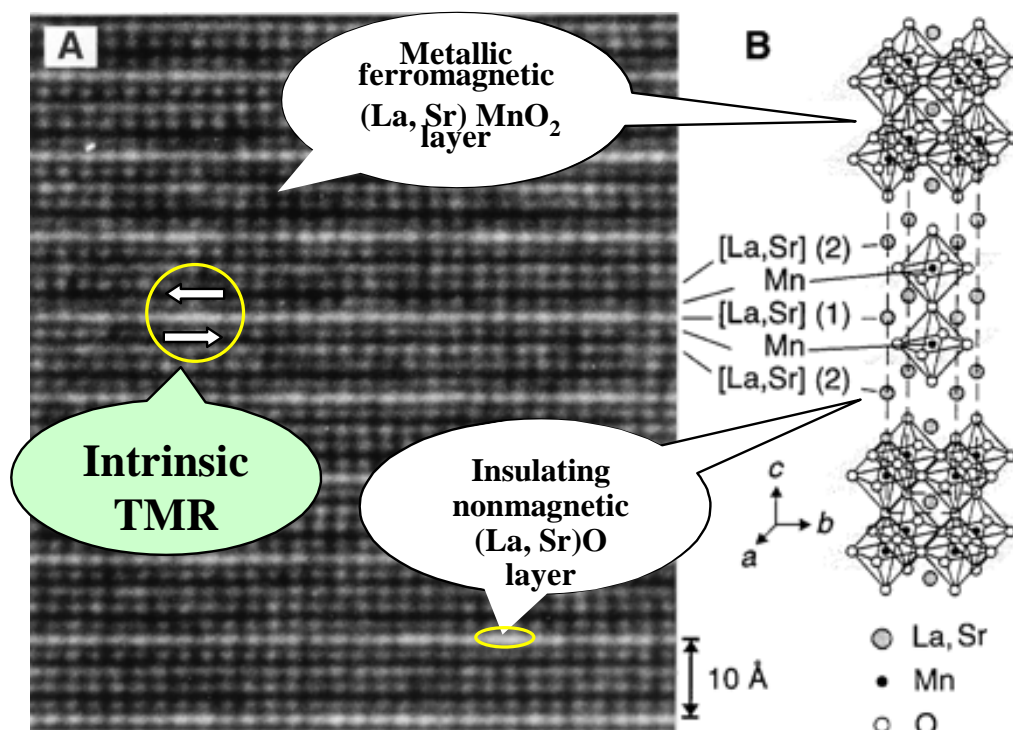 A
Metallic
ferromagnetic
(La, Sr) MnO₂
layer
B
[La,Sr] (2)
Mn
[La,Sr] (1)
Mn
[La,Sr] (2)
Intrinsic
TMR
Insulating
nonmagnetic
(La, Sr)O
layer
c
b
a
10 Å
La, Sr
Mn
O